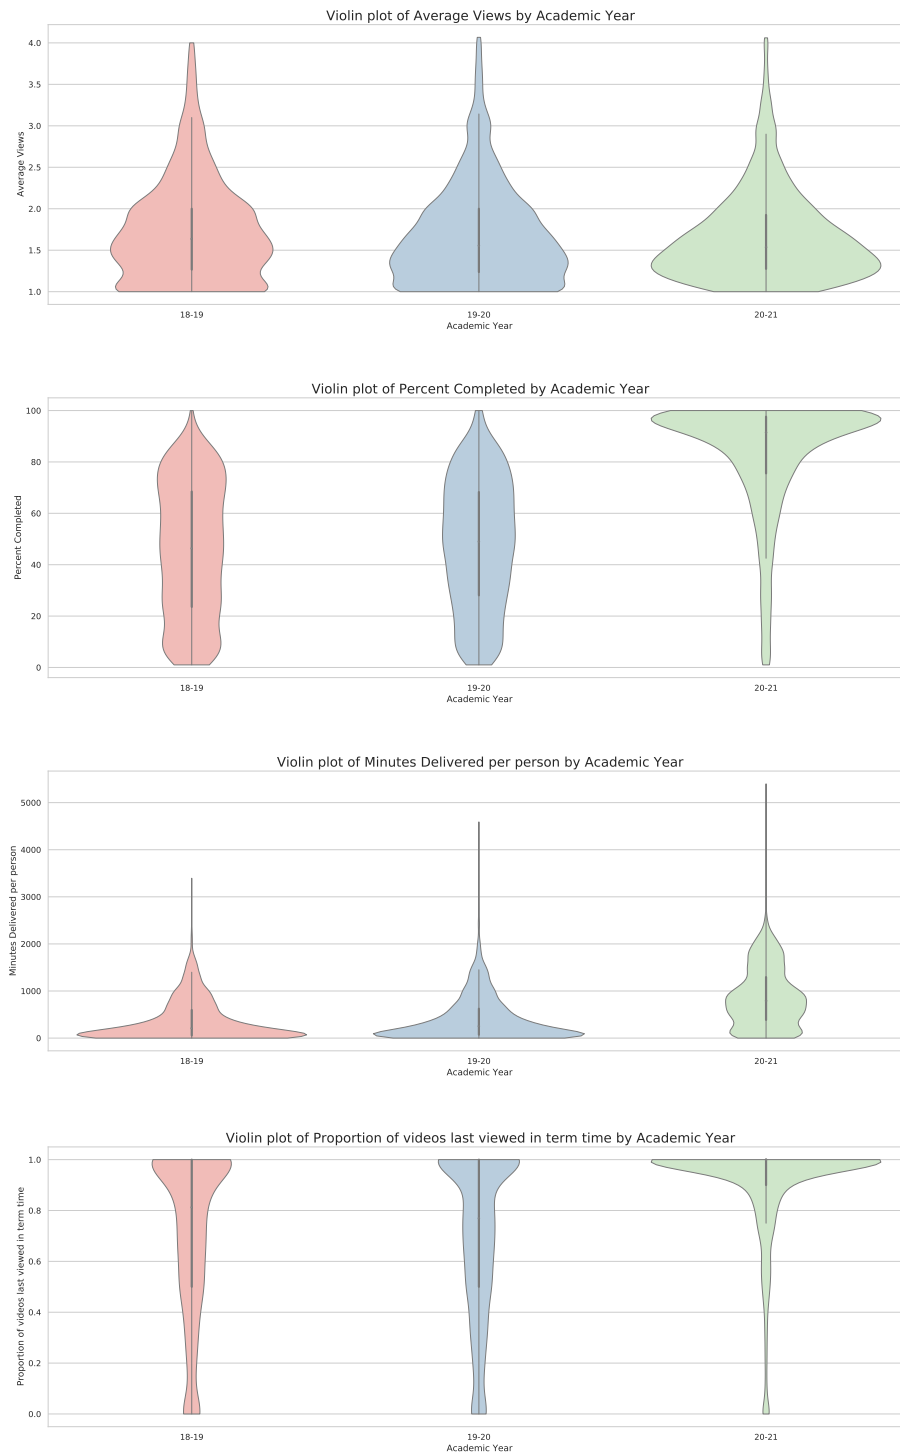 Violin plot of Average Views by Academic Year
4.0
3.5
3.0
2.5
2.0
1.5
1.0
Average Views
18-19 19-20 20-21
Academic Year
Violin plot of Percent Completed by Academic Year
100
80
60
40
20
0
Percent Completed
18-19 19-20 20-21
Academic Year
Violin plot of Minutes Delivered per person by Academic Year
5000
4000
3000
2000
1000
0
Minutes Delivered per person
18-19 19-20 20-21
Academic Year
Violin plot of Proportion of videos last viewed in term time by Academic Year
1.0
0.8
0.6
0.4
0.2
0.0
Proportion of videos last viewed in term time
18-19 19-20 20-21
Academic Year